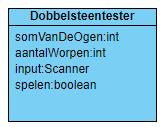 Dobbelsteentester
somVanDeOgen:int
aantalWorpen:int
input:Scanner
spelen:boolean